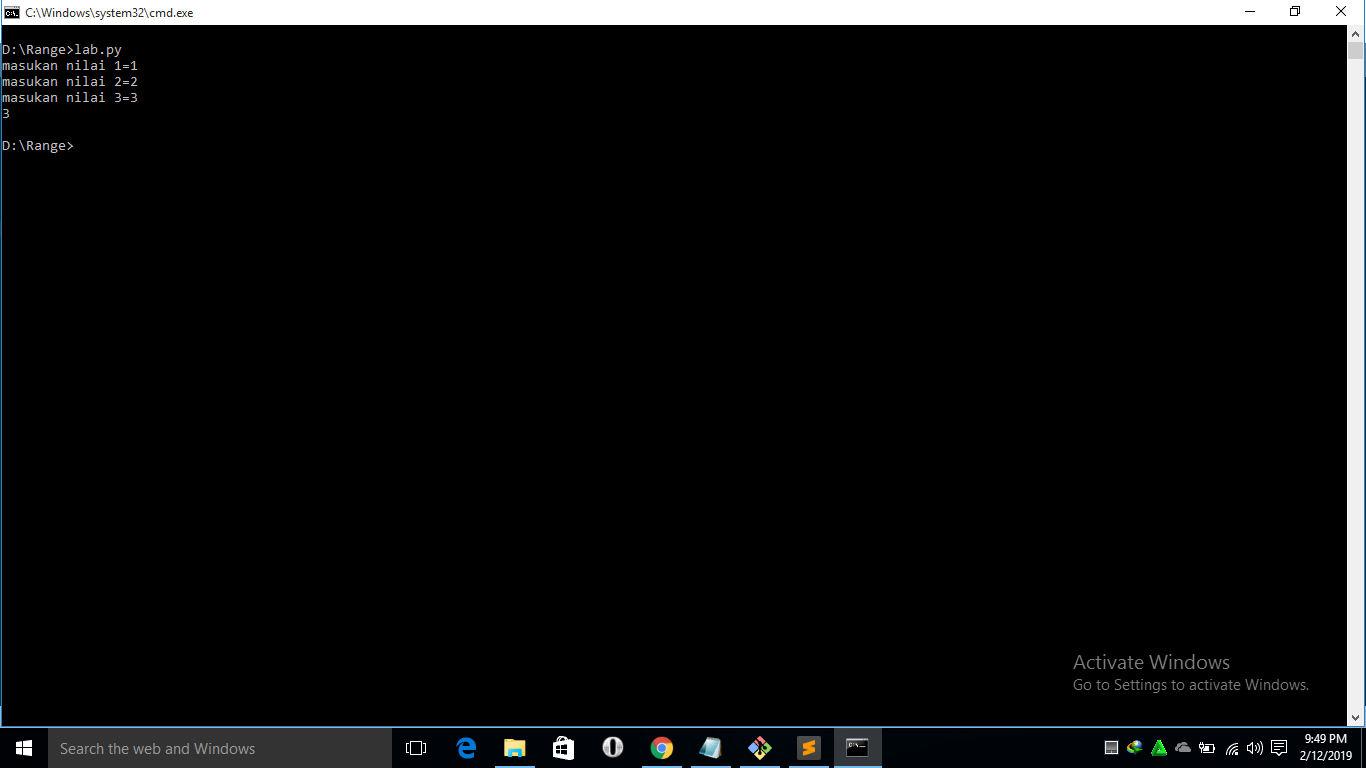 C:\Windows\system32\cmd.exe
D:\Range>lab.py
masukan nilai 1=1
masukan nilai 2=2
masukan nilai 3=3
3
D:\Range>
Activate Windows
Go to Settings to activate Windows.
Search the web and Windows
9:49 PM
2/12/2019